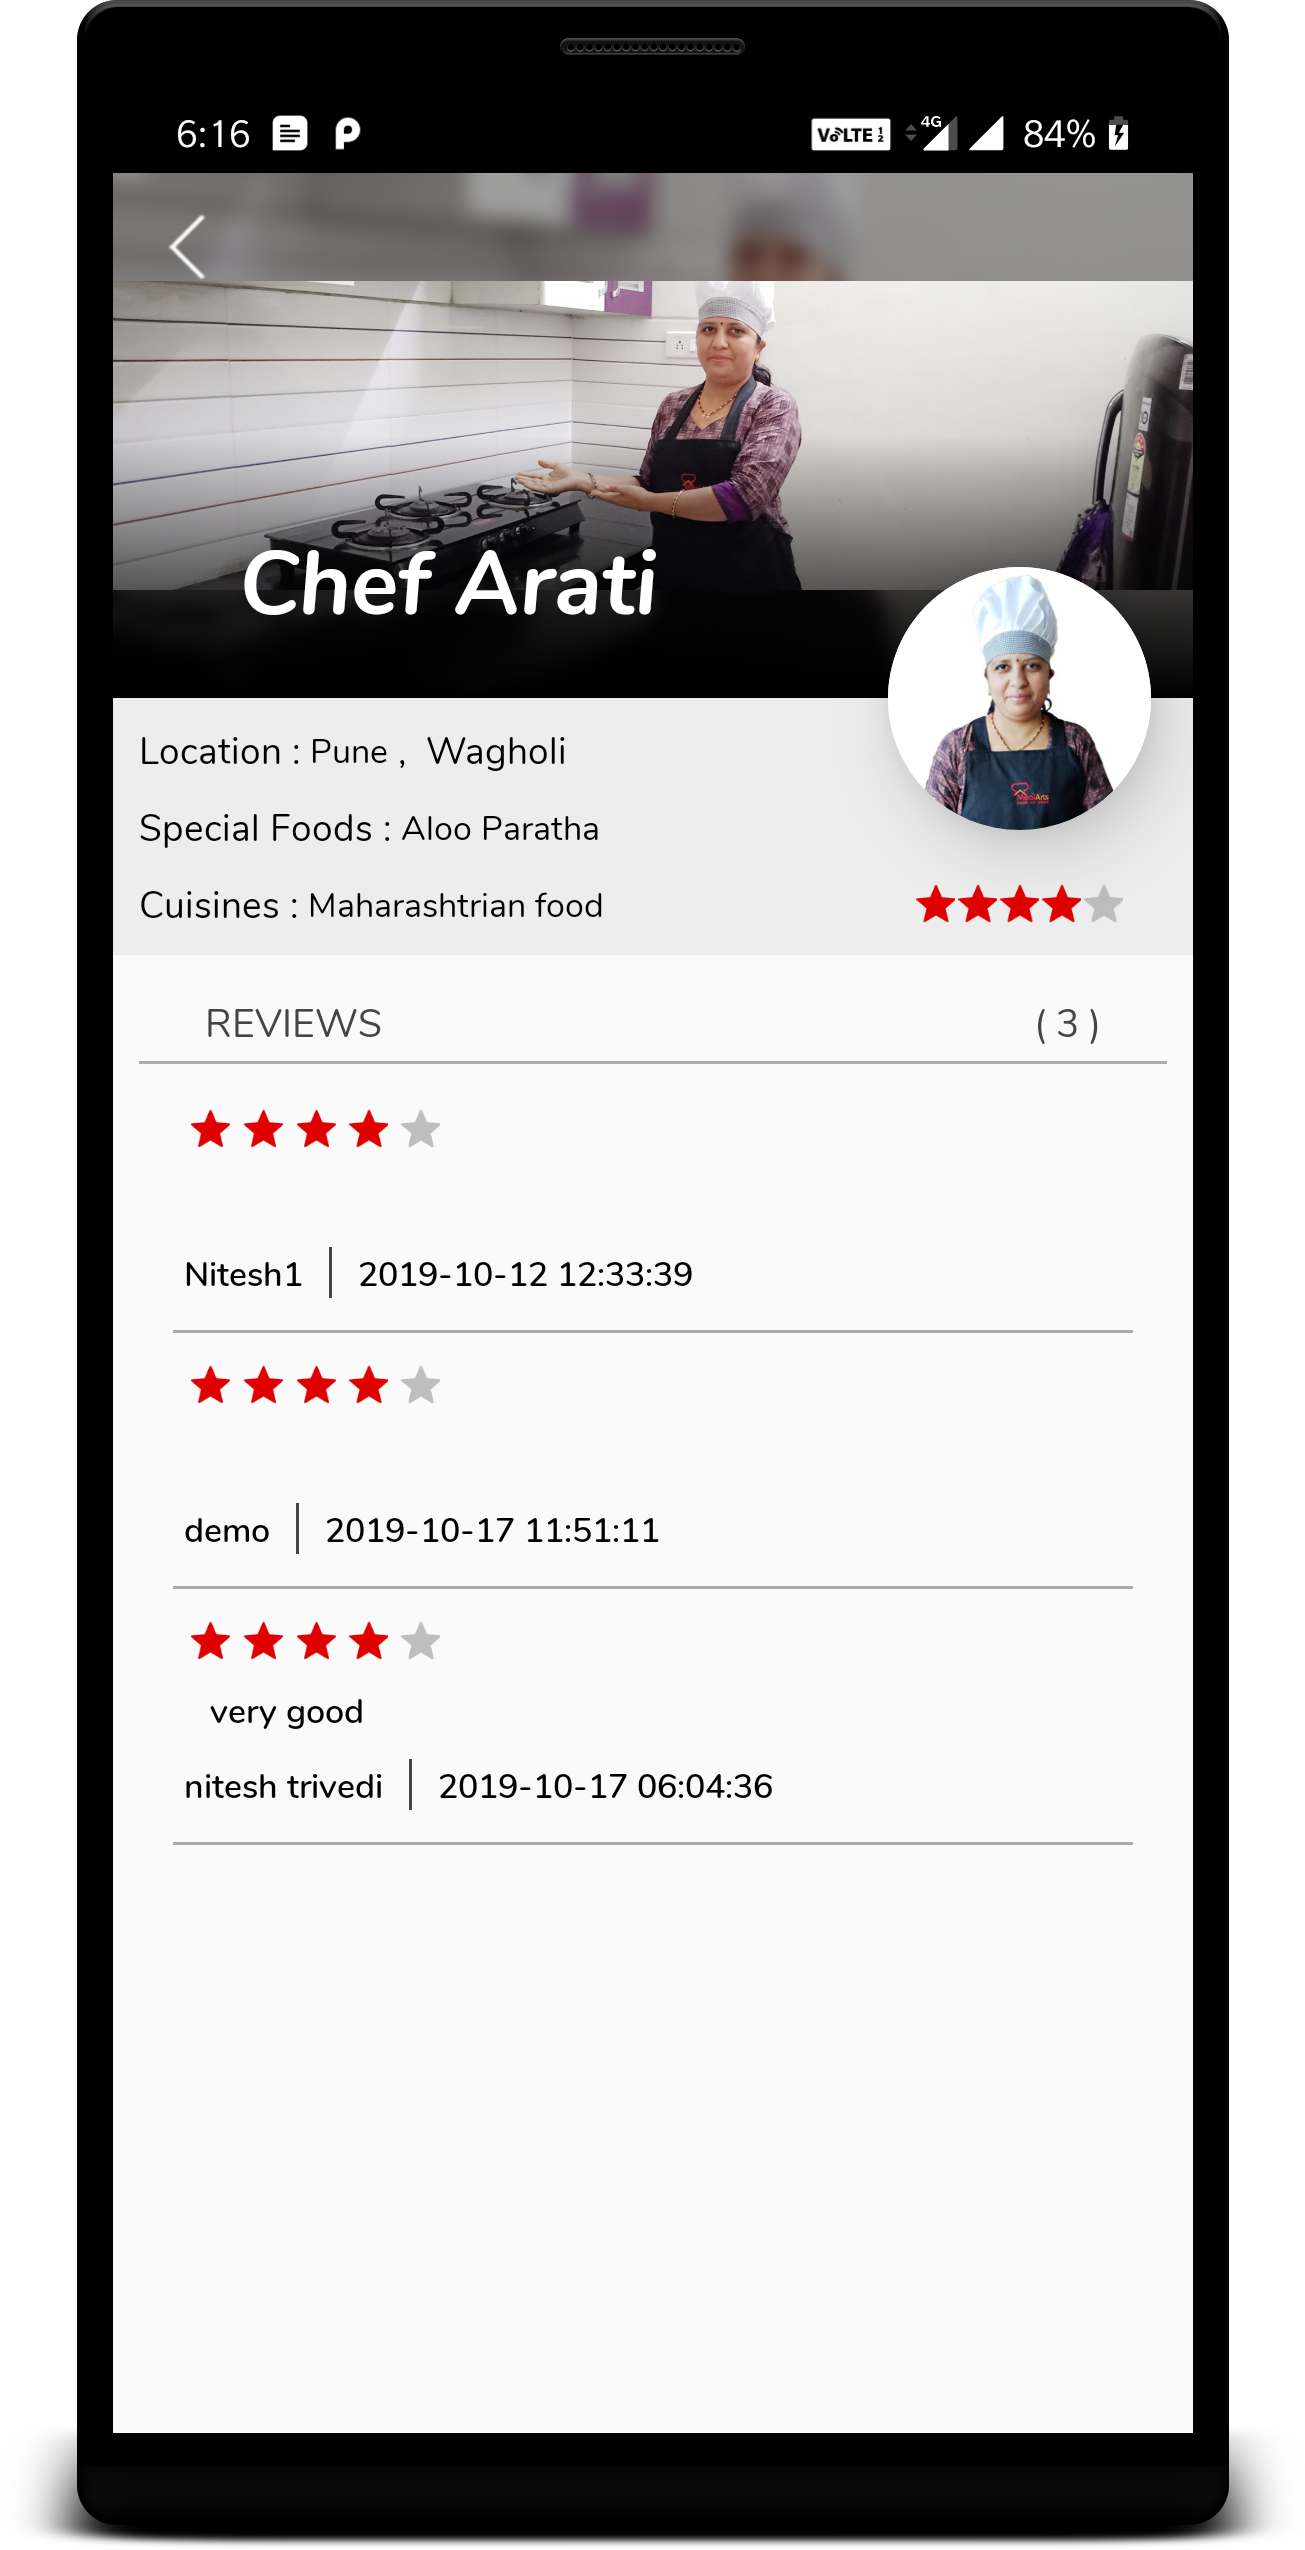 6:16
VoLTE 1 2 4G 84%
Chef Arati
Location : Pune , Wagholi
Special Foods : Aloo Paratha
Cuisines : Maharashtrian food
REVIEWS ( 3 )
Nitesh1 | 2019-10-12 12:33:39
demo | 2019-10-17 11:51:11
very good
nitesh trivedi | 2019-10-17 06:04:36